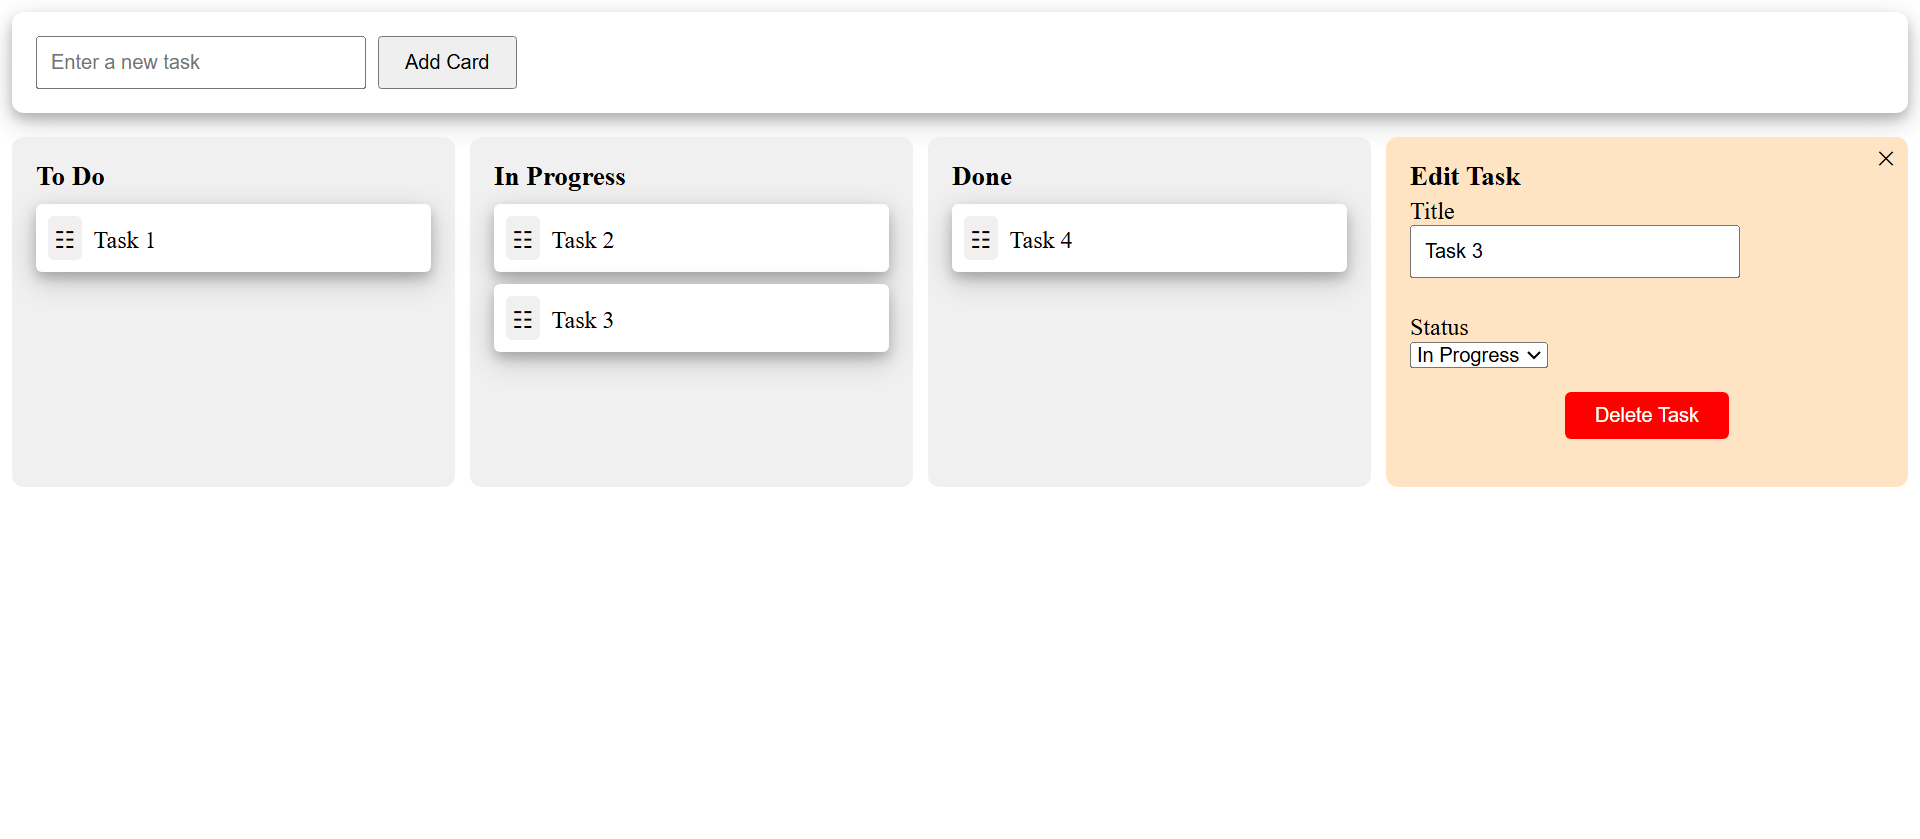 Enter a new task
Add Card
To Do
Task 1
In Progress
Task 2
Task 3
Done
Task 4
Edit Task
Title
Task 3
Status
In Progress
Delete Task